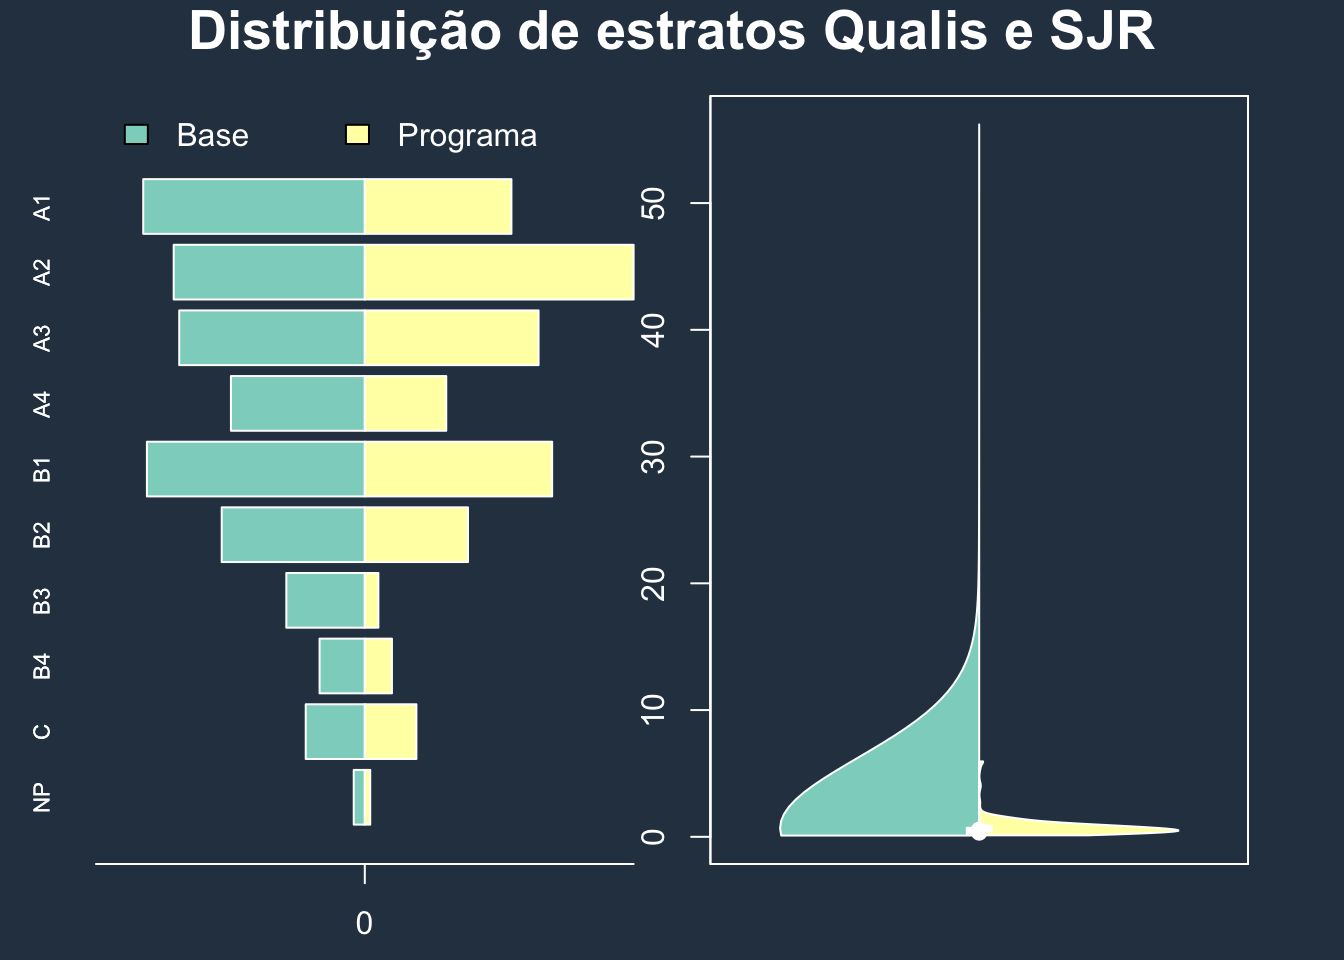 Distribuição de estratos Qualis e SJR
Base Programa
A1
A2
A3
A4
B1
B2
B3
B4
C
NP
0
50
40
30
20
10
0